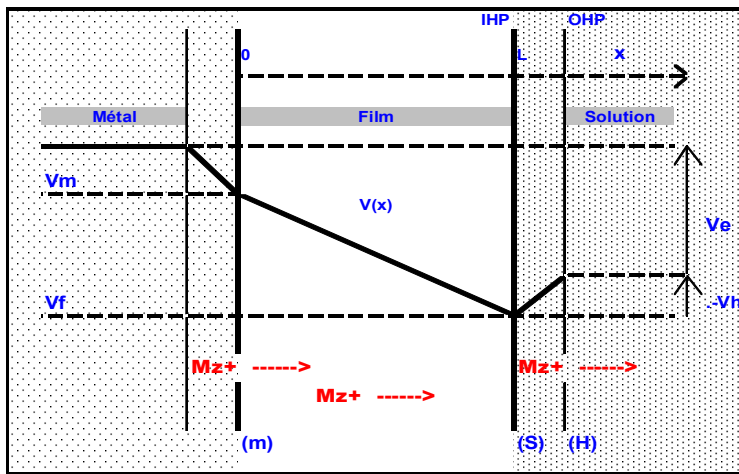 IHP OHP
0 L x
Métal Film Solution
Vm
V(x)
Ve
Vf
.-Vh
Mz+ ------> Mz+ ------>
Mz+ ------>
(m) (S) (H)